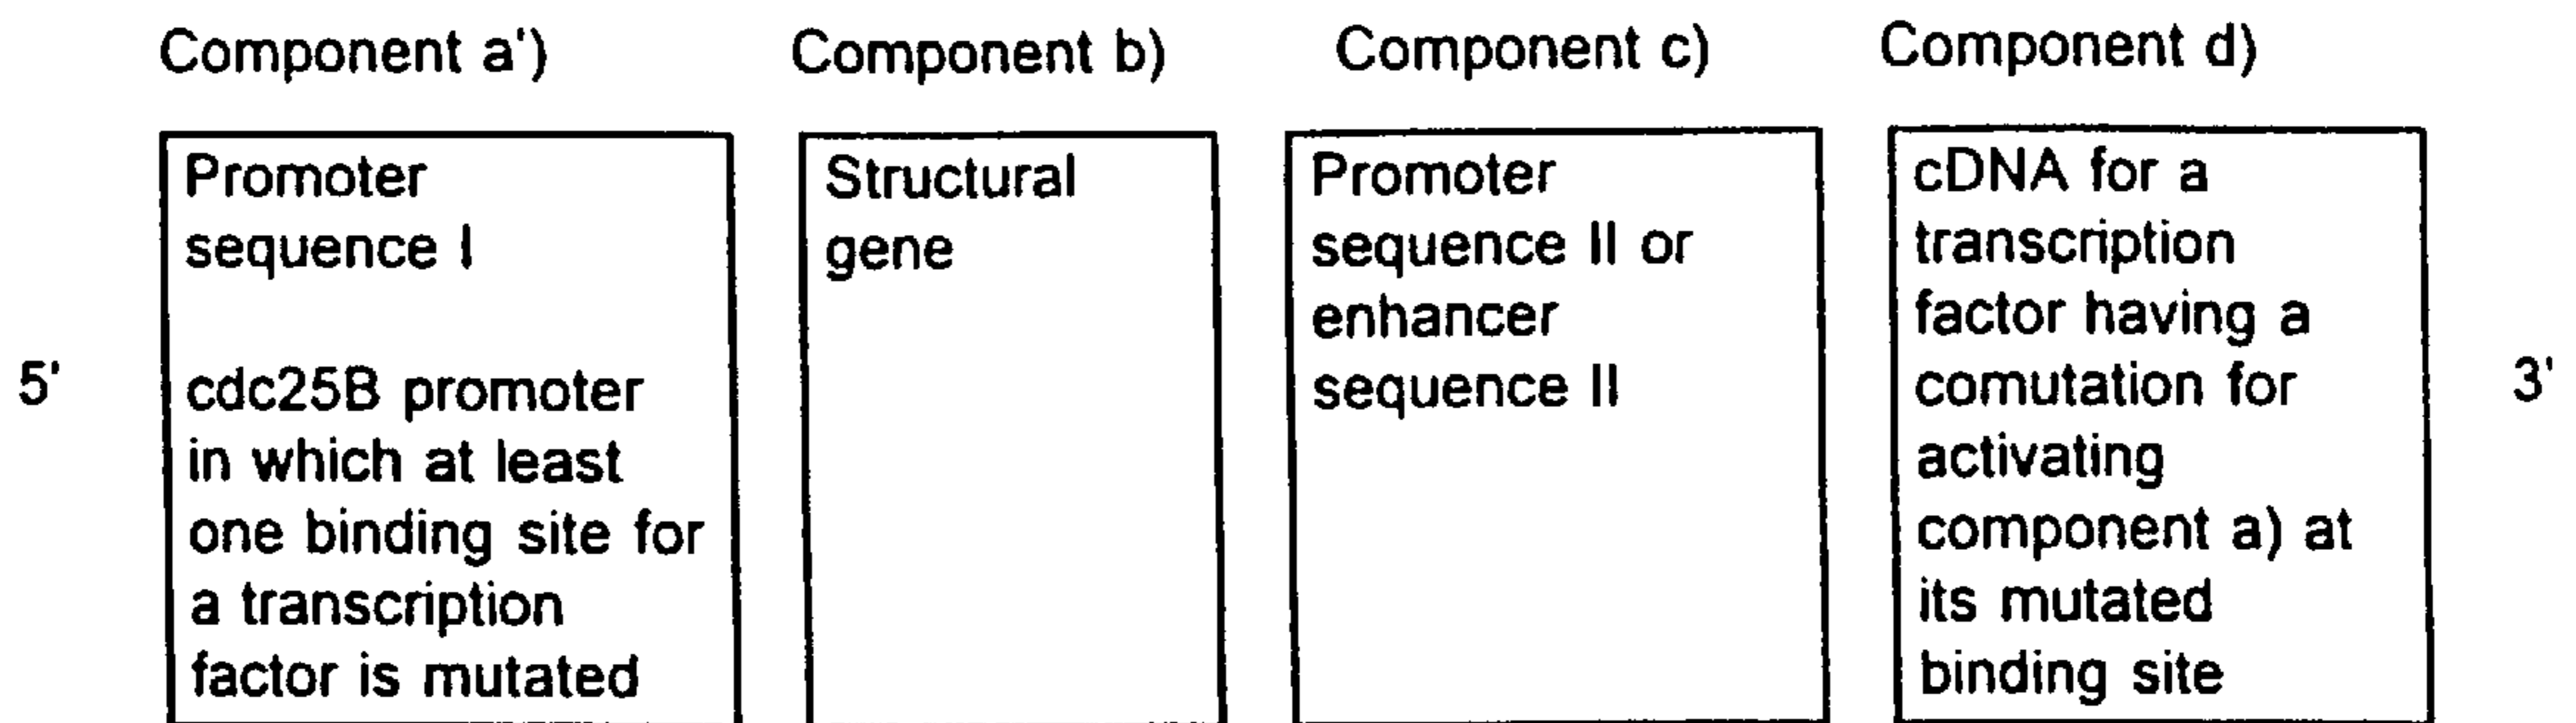 Component a')
Component b)
Component c)
Component d)
5'
Promoter
sequence I
cdc25B promoter
in which at least
one binding site for
a transcription
factor is mutated
Structural
gene
Promoter
sequence II or
enhancer
sequence II
cDNA for a
transcription
factor having a
comutation for
activating
component a) at
its mutated
binding site
3'